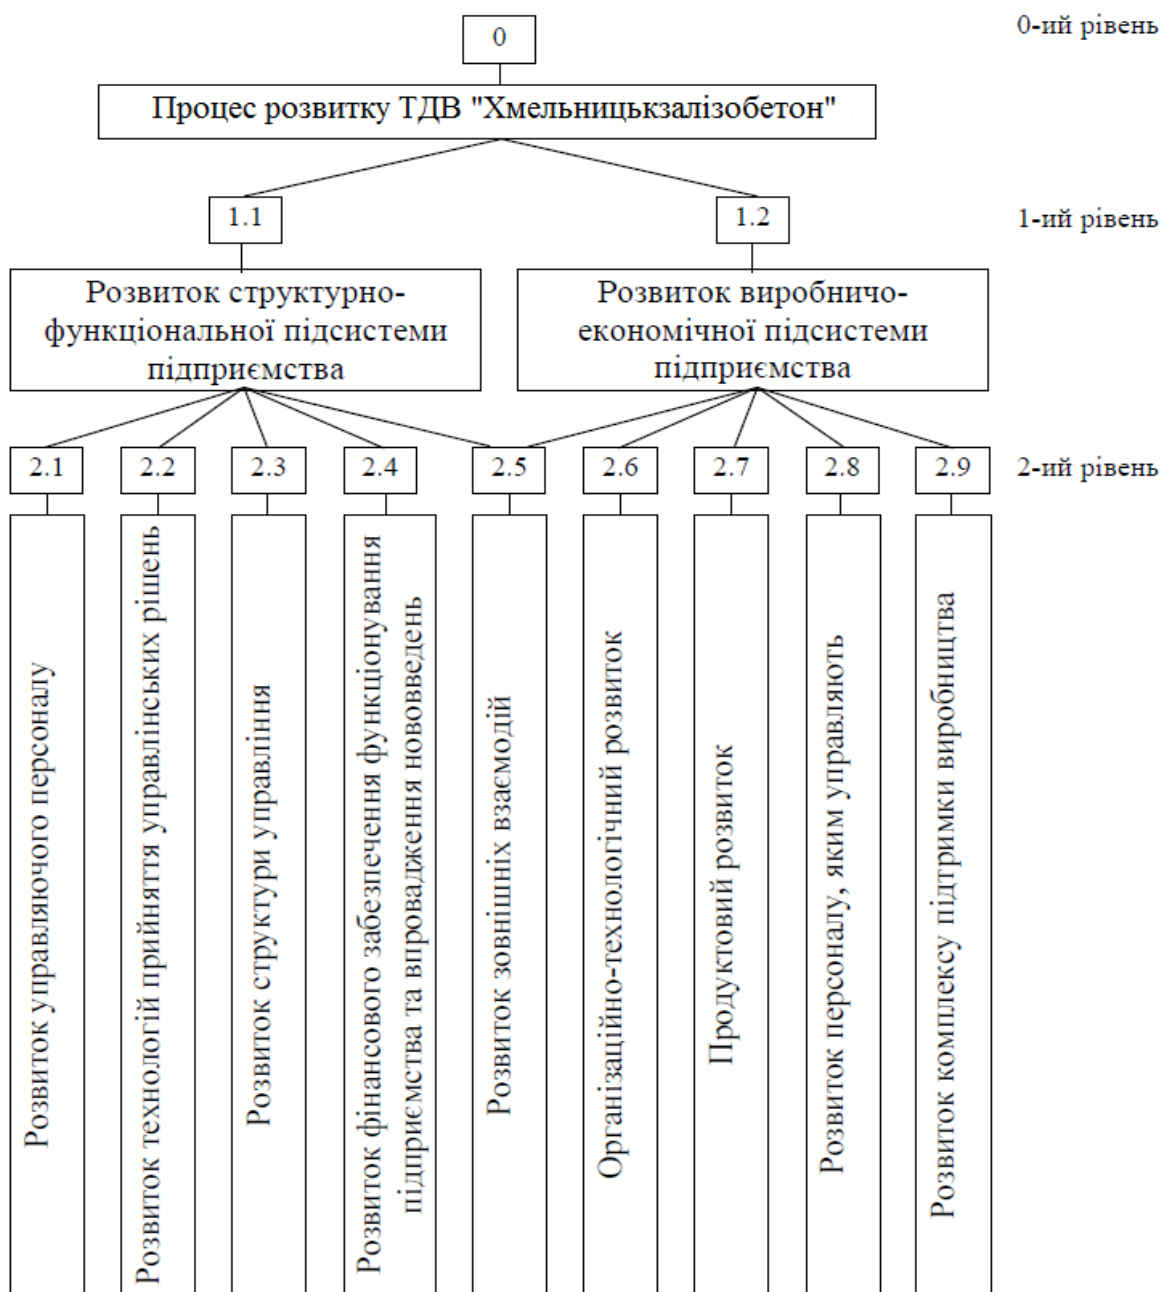 0
0-ий рівень
Процес розвитку ТДВ "Хмельницькзалізобетон"
1.1
1.2
1-ий рівень
Розвиток структурно-
функціональної підсистеми
підприємства
Розвиток виробничо-
економічної підсистеми
підприємства
2.1
2.2
2.3
2.4
2.5
2.6
2.7
2.8
2.9
2-ий рівень
Розвиток управляючого персоналу
Розвиток технологій прийняття управлінських рішень
Розвиток структури управління
Розвиток фінансового забезпечення функціонування
підприємства та впровадження нововведень
Розвиток зовнішніх взаємодій
Організаційно-технологічний розвиток
Продуктовий розвиток
Розвиток персоналу, яким управляють
Розвиток комплексу підтримки виробництва